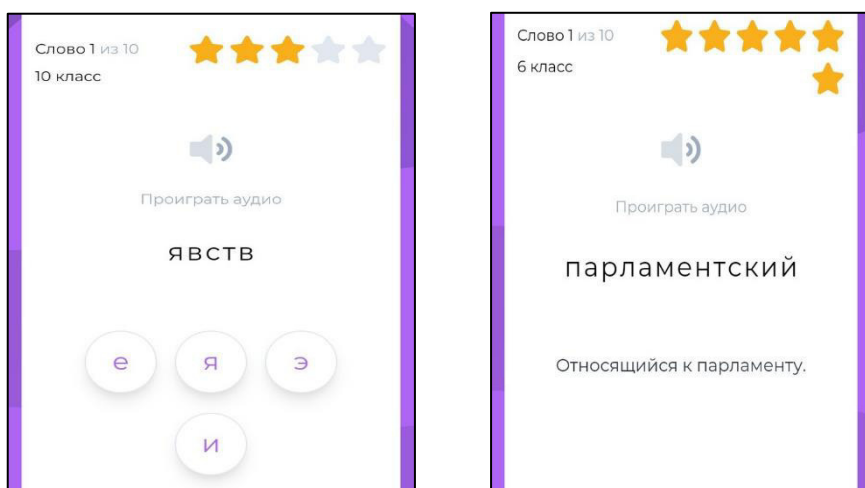 Слово 1 из 10
10 класс
Проиграть аудио
явств
е я э
и
Слово 1 из 10
6 класс
Проиграть аудио
парламентский
Относящийся к парламенту.